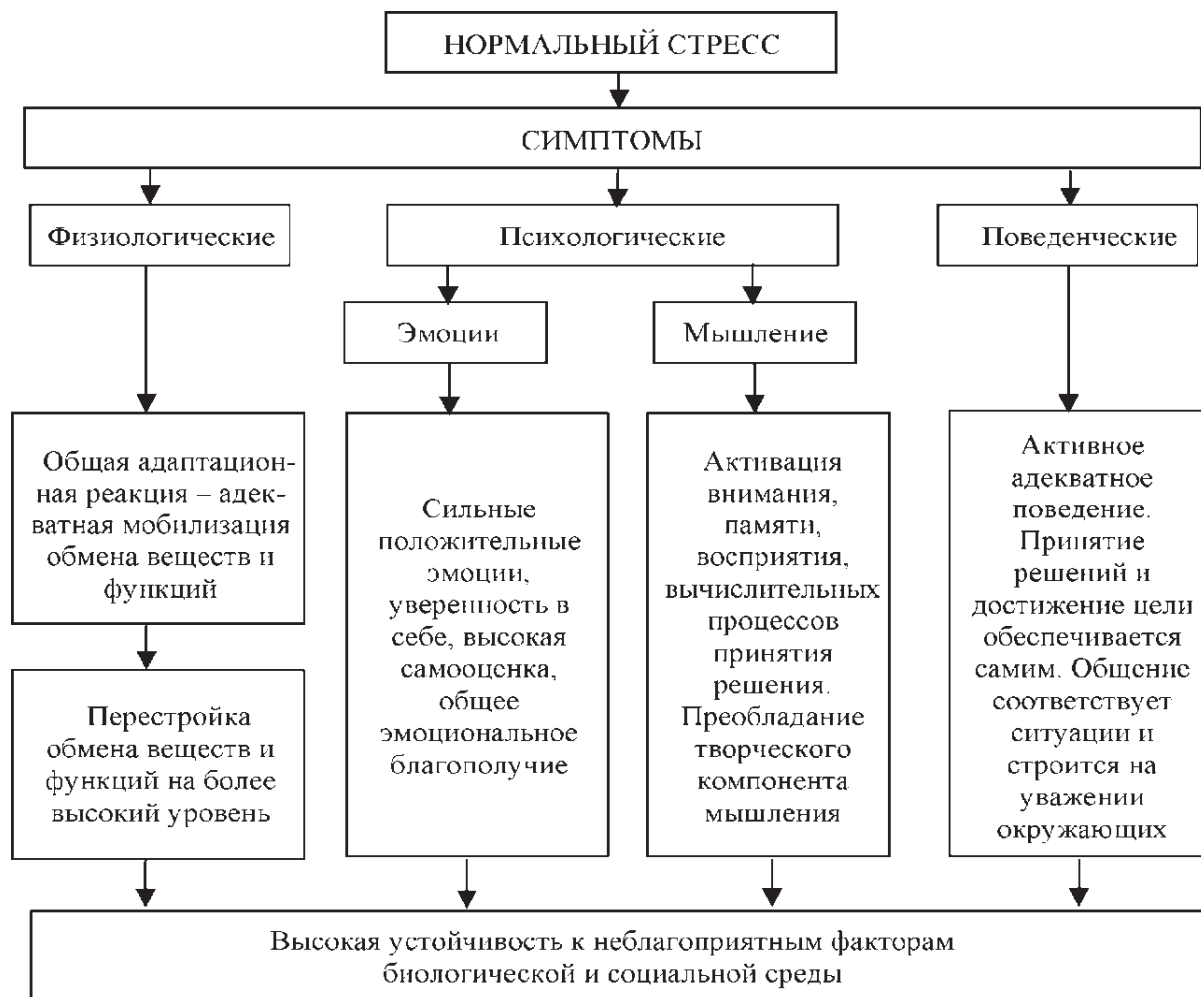 НОРМАЛЬНЫЙ СТРЕСС
СИМПТОМЫ
Физиологические
Психологические
Поведенческие
Эмоции
Мышление
Общая адаптацион-
ная реакция – адек-
ватная мобилизация
обмена веществ и
функций
Перестройка
обмена веществ и
функций на более
высокий уровень
Сильные
положительные
эмоции,
уверенность в
себе, высокая
самооценка,
общее
эмоциональное
благополучие
Активация
внимания,
памяти,
восприятия,
вычислительных
процессов
принятия
решения.
Преобладание
творческого
компонента
мышления
Активное
адекватное
поведение.
Принятие
решений и
достижение цели
обеспечивается
самим. Общение
соответствует
ситуации и
строится на
уважении
окружающих
Высокая устойчивость к неблагоприятным факторам
биологической и социальной среды